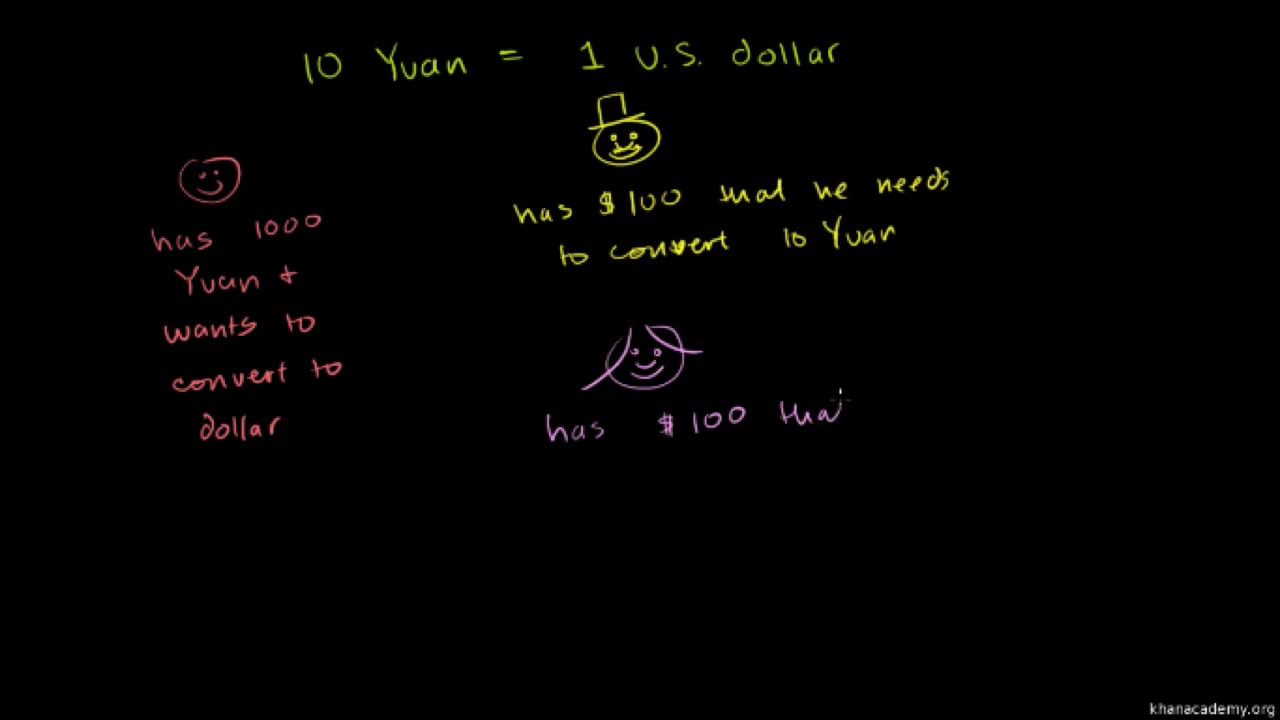 10 Yuan = 1 U.S. dollar
has 1000
Yuan +
wants to
convert to
dollar
has $100 that he needs
to convert 10 Yuan
has $100 that
khanacademy.org